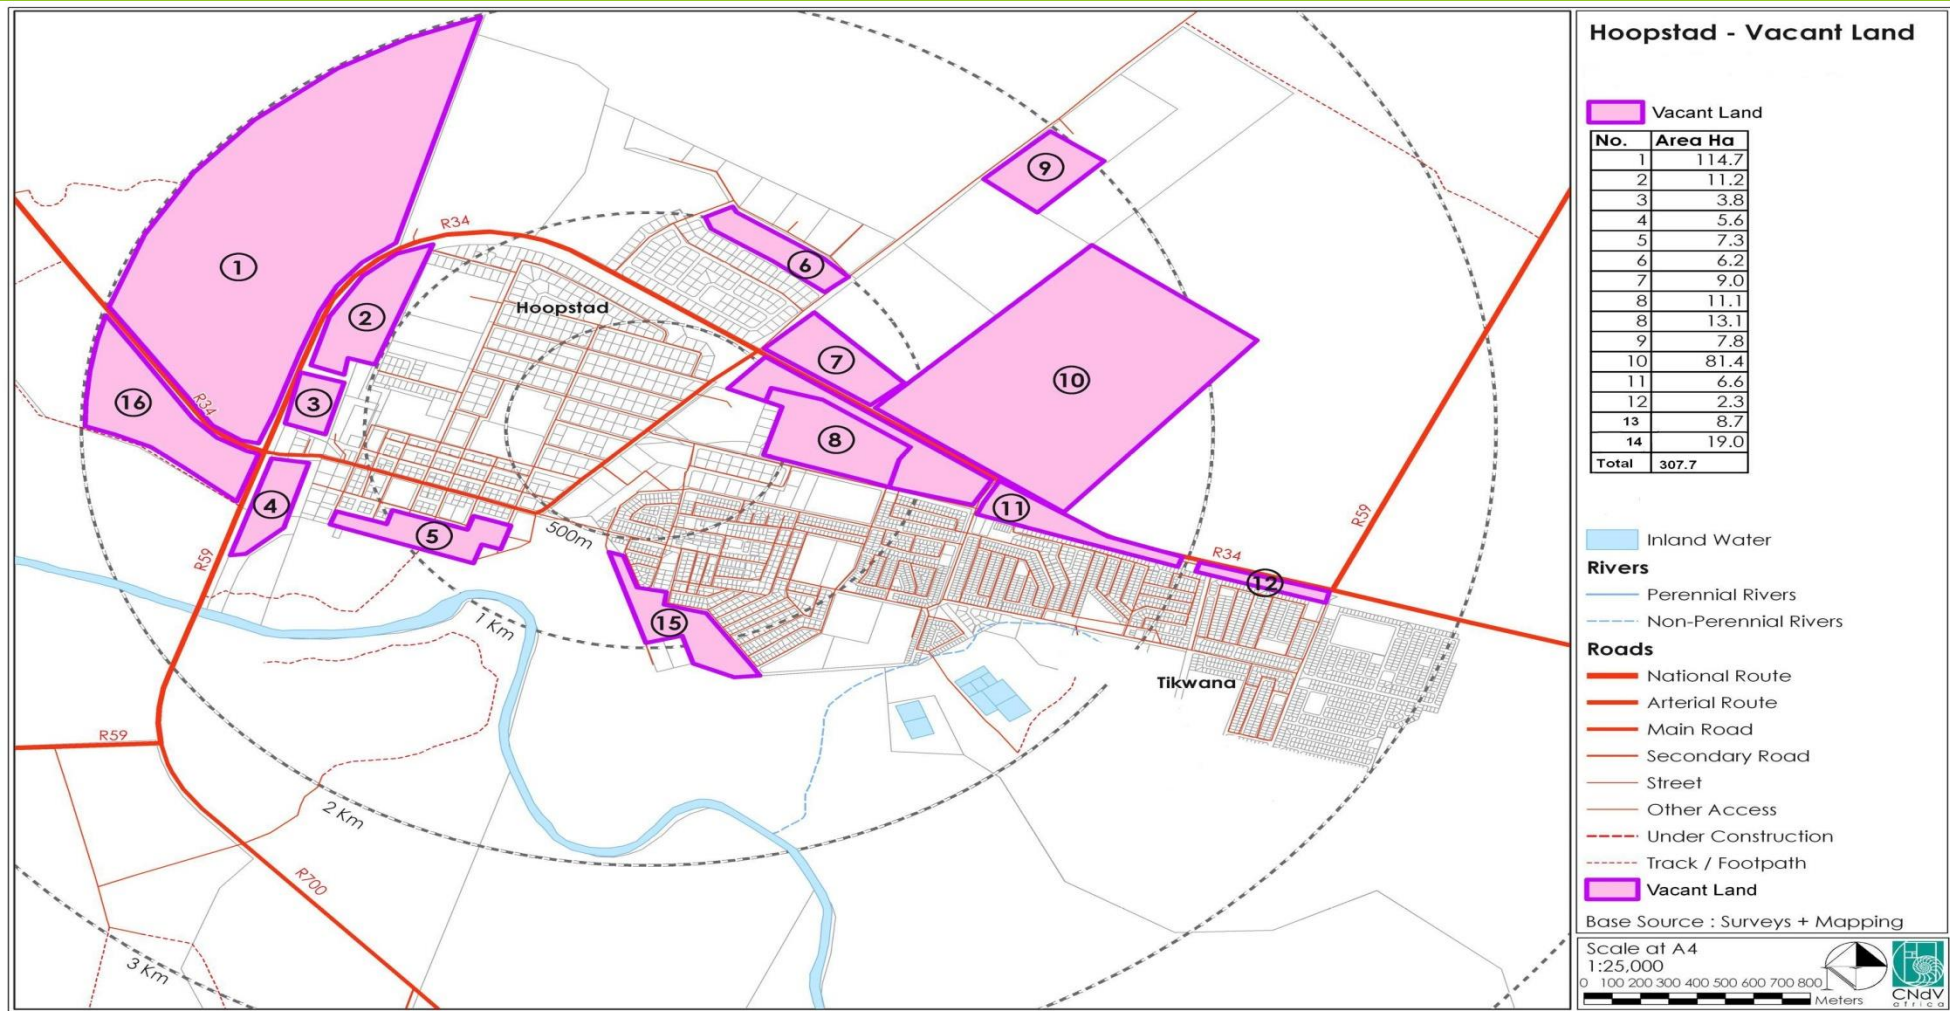 Hoopstad - Vacant Land
Vacant Land
No. Area Ha
1 114.7
2 11.2
3 3.8
4 5.6
5 7.3
6 6.2
7 9.0
8 11.1
8 13.1
9 7.8
10 81.4
11 6.6
12 2.3
13 8.7
14 19.0
Total 307.7
Inland Water
Rivers
Perennial Rivers
Non-Perennial Rivers
Roads
National Route
Arterial Route
Main Road
Secondary Road
Street
Other Access
Under Construction
Track / Footpath
Vacant Land
Base Source : Surveys + Mapping
Scale at A4
1:25,000
0 100 200 300 400 500 600 700 800
Meters
CNdV
africa
9
R34
1
6
2
Hoopstad
7
10
16
R34
3
8
4
5
500m
11
R59
R34
R59
12
15
1 Km
Tikwana
R59
2 Km
R700
3 Km